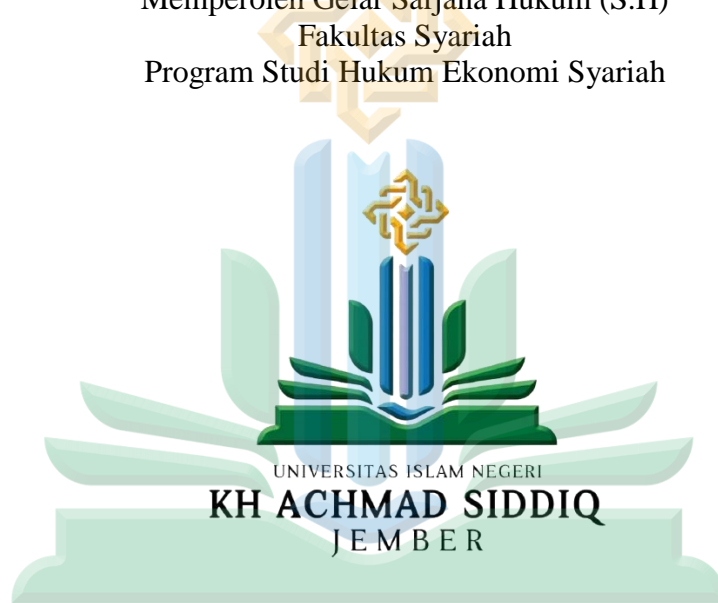 Memperoleh Gelar Sarjana Hukum (S.H)
Fakultas Syariah
Program Studi Hukum Ekonomi Syariah
UNIVERSITAS ISLAM NEGERI
KH ACHMAD SIDDIQ
JEMBER